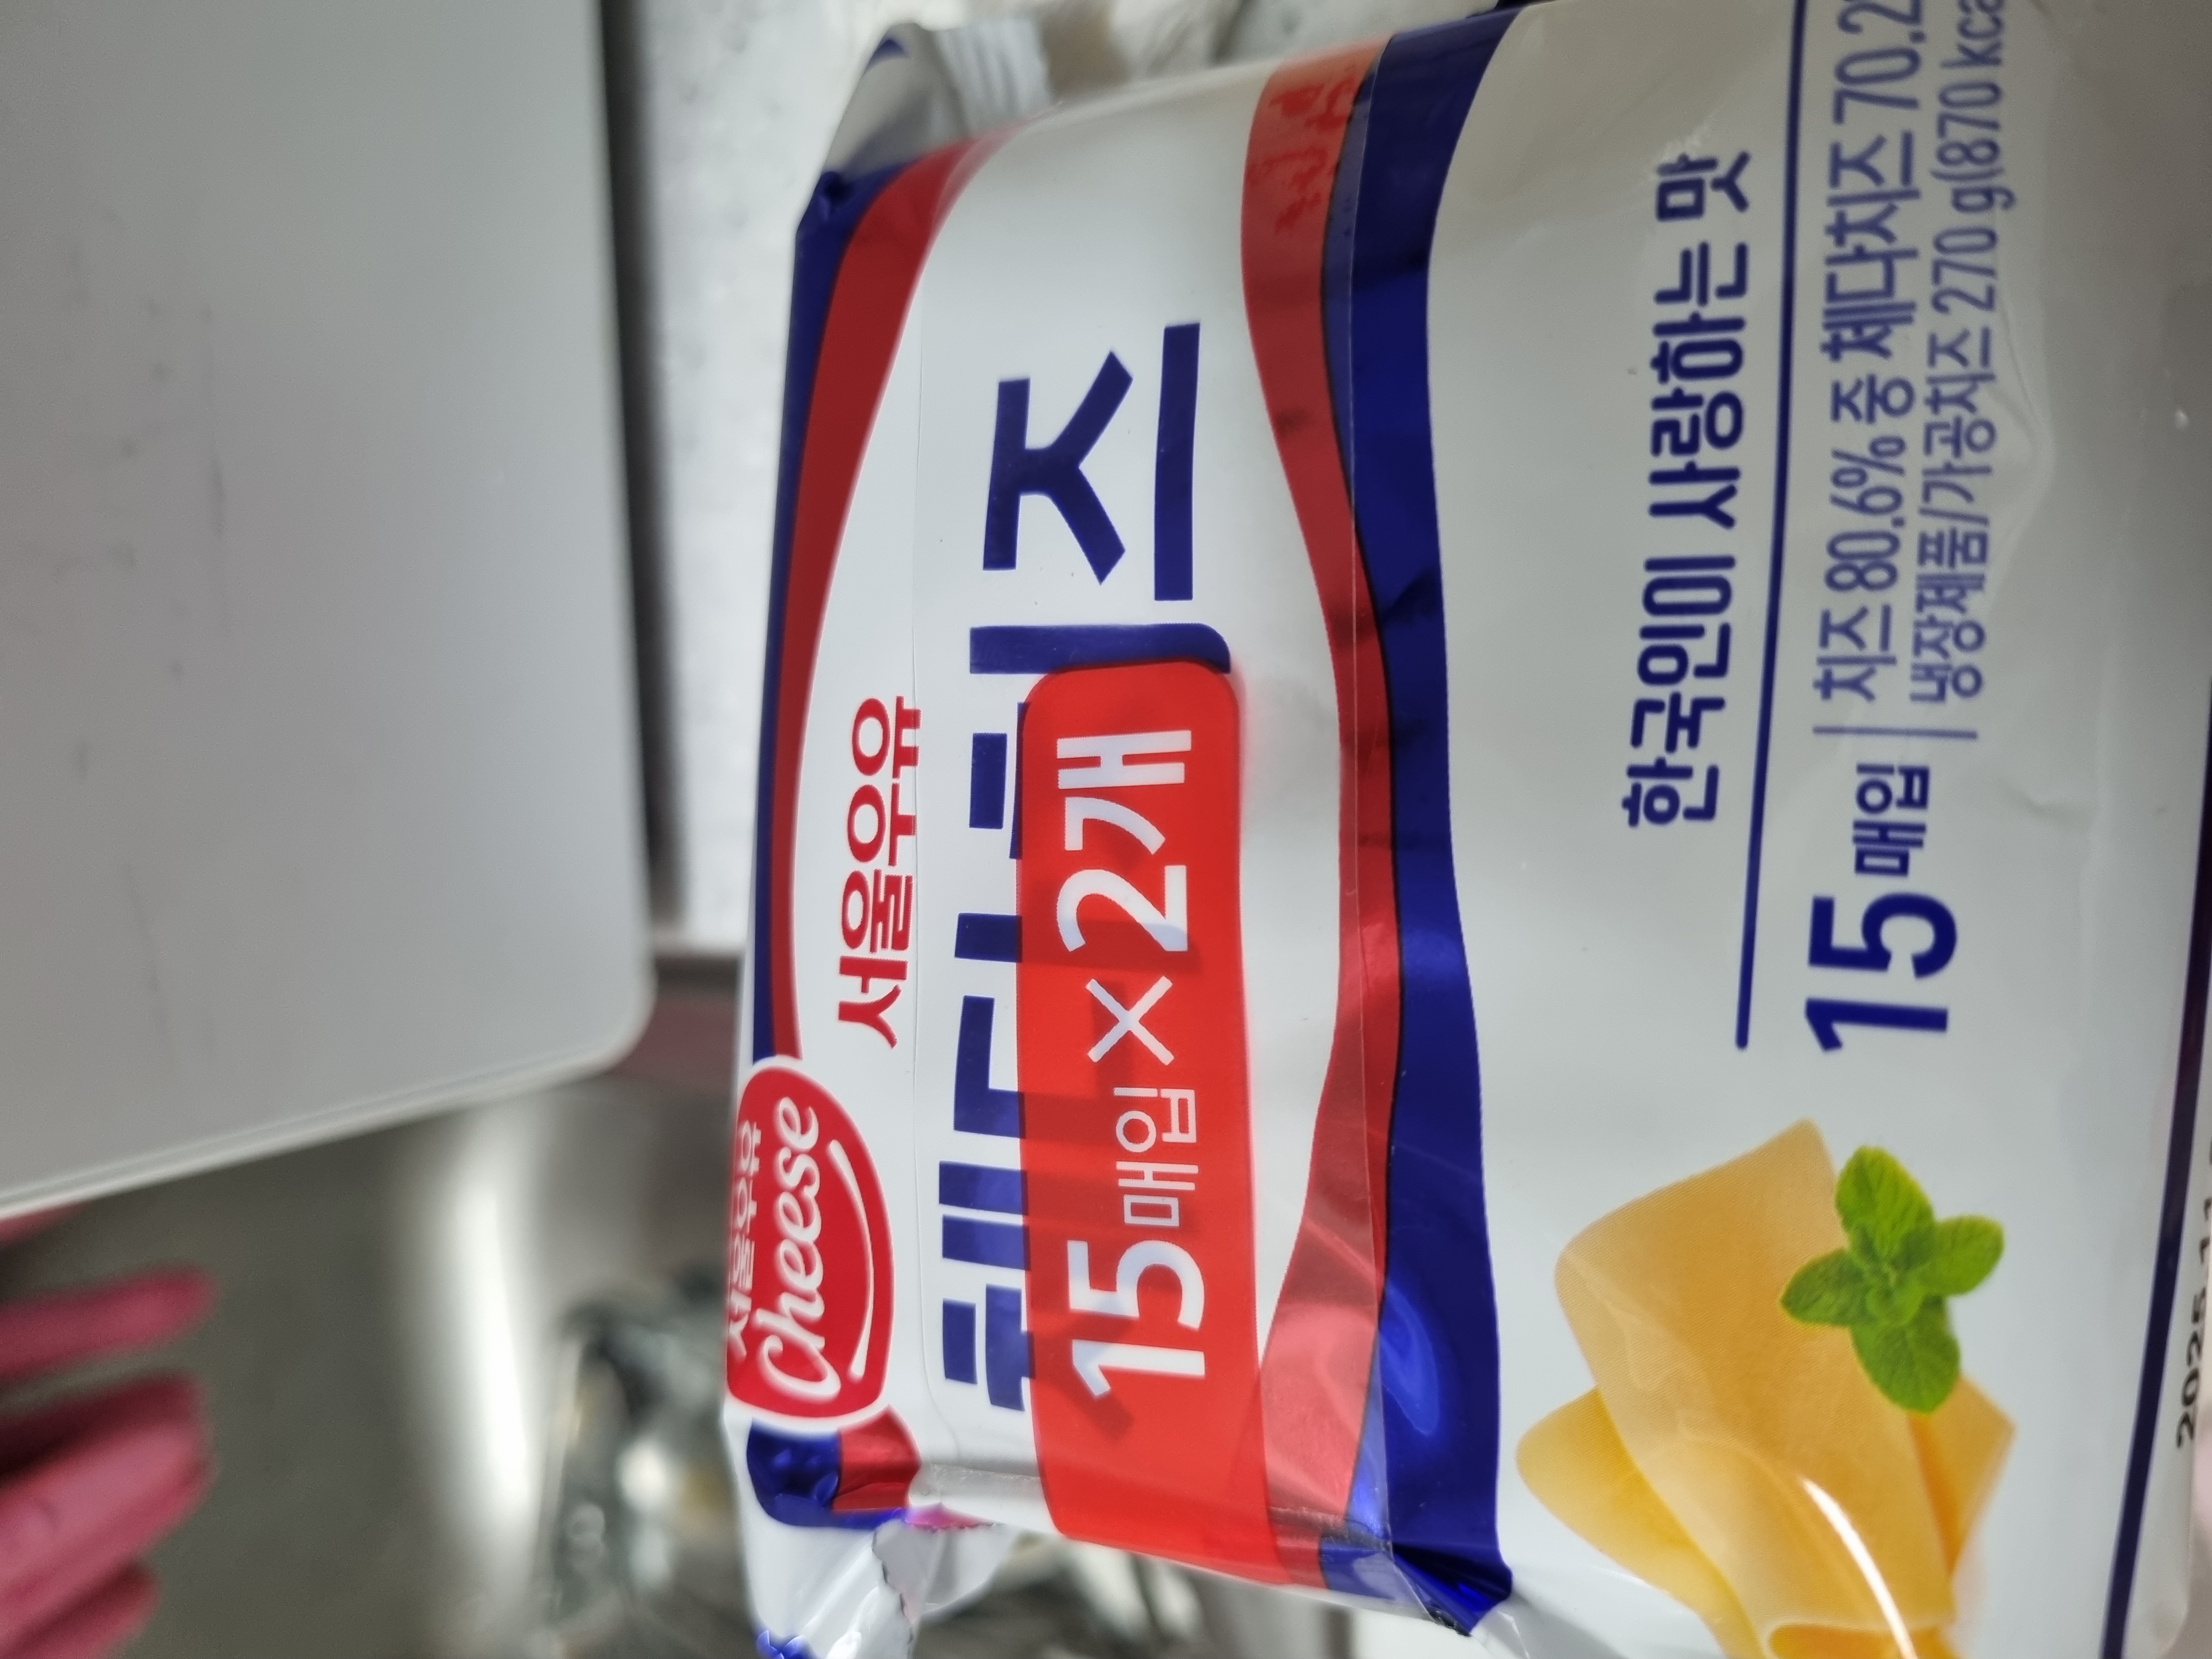 서울우유
Cheese
서울우유
체다치즈
15매입×2개
한국인이 사랑하는 맛
15매입
치즈 80.6% 중 체다치즈 70.2
냉장제품/가공치즈 270 g(870 kca
2025.11